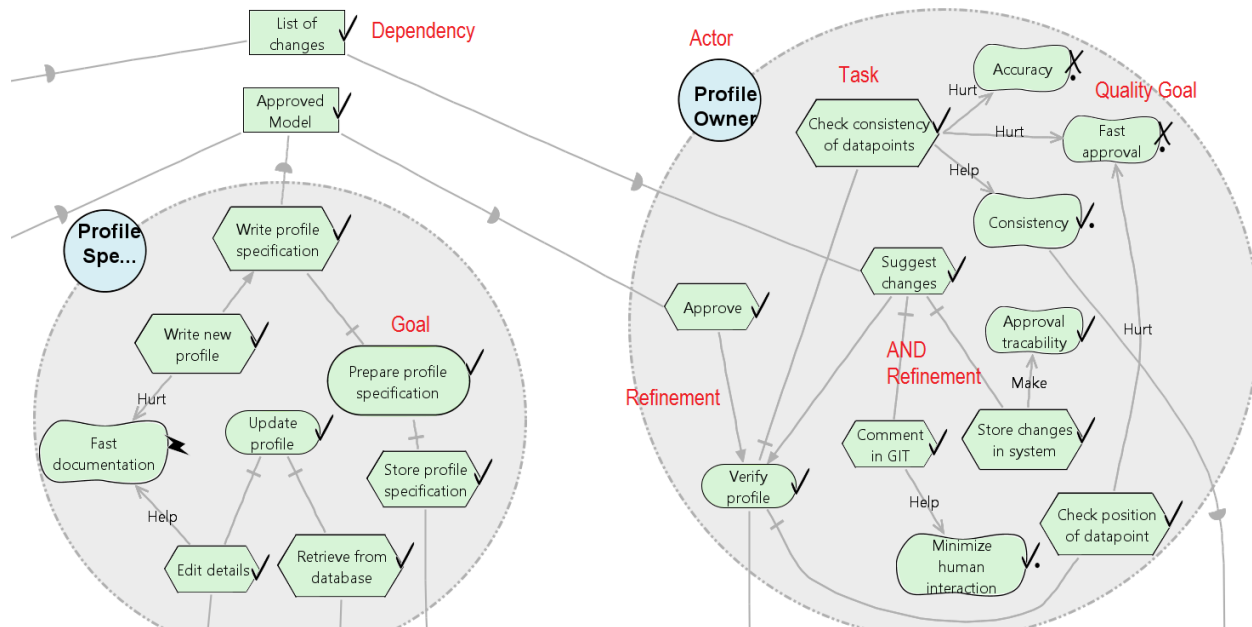 List of
changes
Dependency
Approved
Model
Profile
Spe...
Write profile
specification
Write new
profile
Hurt
Fast
documentation
Help
Update
profile
Edit details
Retrieve from
database
Goal
Prepare profile
specification
Store profile
specification
Actor
Profile
Owner
Task
Check consistency
of datapoints
Hurt
Accuracy
Quality Goal
Hurt
Fast
approval
Help
Consistency
Suggest
changes
Approve
Refinement
AND
Refinement
Approval
tracability
Make
Hurt
Comment
in GIT
Store changes
in system
Verify
profile
Help
Minimize
human
interaction
Check position
of datapoint